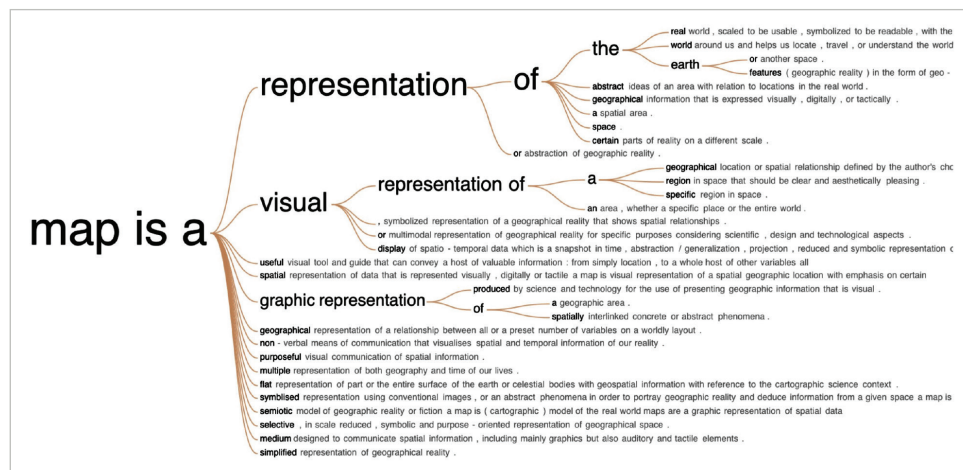 map is a
representation
of
the
real world , scaled to be usable , symbolized to be readable , with the
world around us and helps us locate , travel , or understand the world
earth
or another space .
features ( geographic reality ) in the form of geo -
abstract ideas of an area with relation to locations in the real world .
geographical information that is expressed visually , digitally , or tactically .
a spatial area .
space .
certain parts of reality on a different scale .
or abstraction of geographic reality .
visual
representation of
a
geographical location or spatial relationship defined by the author's cho
region in space that should be clear and aesthetically pleasing .
specific region in space .
an area , whether a specific place or the entire world .
, symbolized representation of a geographical reality that shows spatial relationships .
or multimodal representation of geographical reality for specific purposes considering scientific , design and technological aspects .
display of spatio - temporal data which is a snapshot in time , abstraction / generalization , projection , reduced and symbolic representation
useful visual tool and guide that can convey a host of valuable information : from simply location , to a whole host of other variables all
spatial representation of data that is represented visually , digitally or tactile a map is visual representation of a spatial geographic location with emphasis on certain
graphic representation
produced by science and technology for the use of presenting geographic information that is visual .
of
a geographic area .
spatially interlinked concrete or abstract phenomena .
geographical representation of a relationship between all or a preset number of variables on a worldly layout .
non - verbal means of communication that visualises spatial and temporal information of our reality .
purposeful visual communication of spatial information .
multiple representation of both geography and time of our lives .
flat representation of part or the entire surface of the earth or celestial bodies with geospatial information with reference to the cartographic science context .
symblised representation using conventional images , or an abstract phenomena in order to portray geographic reality and deduce information from a given space a map is
semiotic model of geographic reality or fiction a map is ( cartographic ) model of the real world maps are a graphic representation of spatial data
selective , in scale reduced , symbolic and purpose - oriented representation of geographical space .
medium designed to communicate spatial information , including mainly graphics but also auditory and tactile elements .
simplified representation of geographical reality .